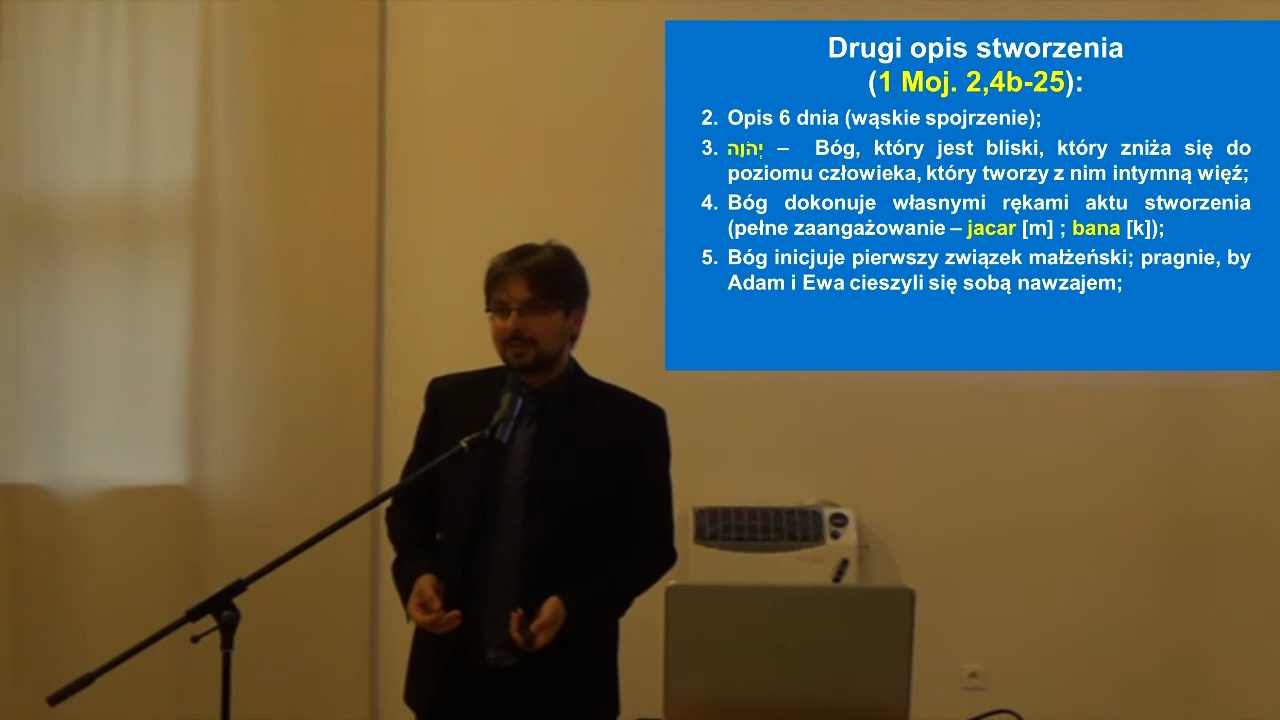 Drugi opis stworzenia
(1 Moj. 2,4b-25):
2. Opis 6 dnia (wąskie spojrzenie);
3. יְהֹוָה – Bóg, który jest bliski, który zniża się do
poziomu człowieka, który tworzy z nim intymną więź;
4. Bóg dokonuje własnymi rękami aktu stworzenia
(pełne zaangażowanie – jacar [m] ; bana [k]);
5. Bóg inicjuje pierwszy związek małżeński; pragnie, by
Adam i Ewa cieszyli się sobą nawzajem;